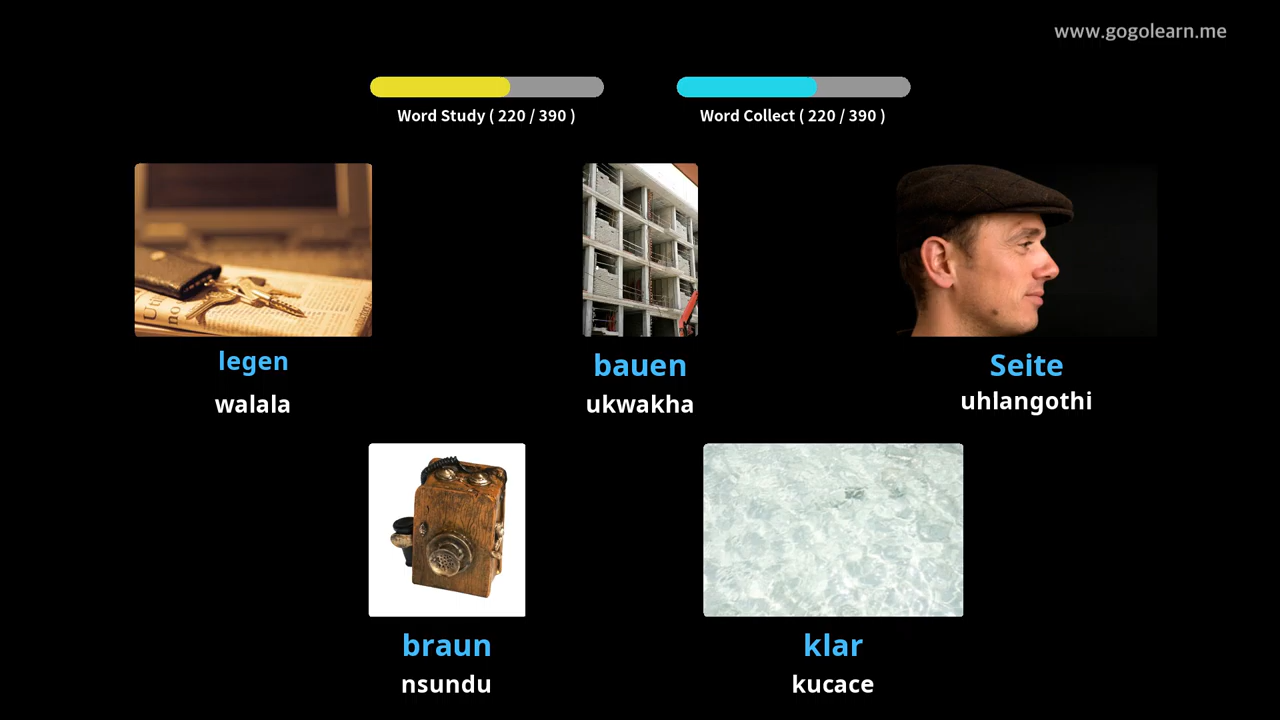 www.gogolearn.me
Word Study ( 220 / 390 )
Word Collect ( 220 / 390 )
legen
walala
bauen
ukwakha
Seite
uhlangothi
braun
nsundu
klar
kucace